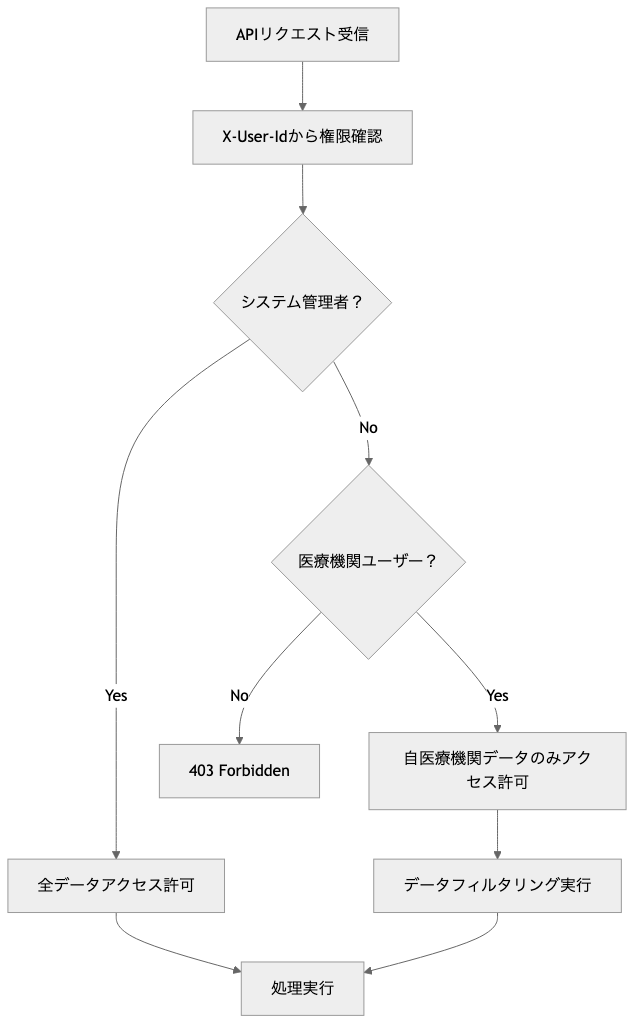 APIリクエスト受信
X-User-Idから権限確認
システム管理者？
No
医療機関ユーザー？
Yes
No
Yes
403 Forbidden
自医療機関データのみアク
セス許可
全データアクセス許可
データフィルタリング実行
処理実行